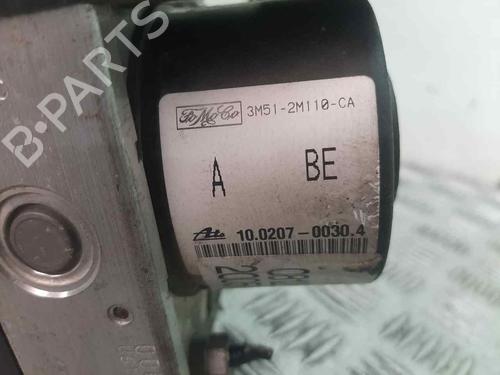 B-PARTS
FoMoCo 3M51-2M110-CA
A BE
Ate 10.0207-0030.4